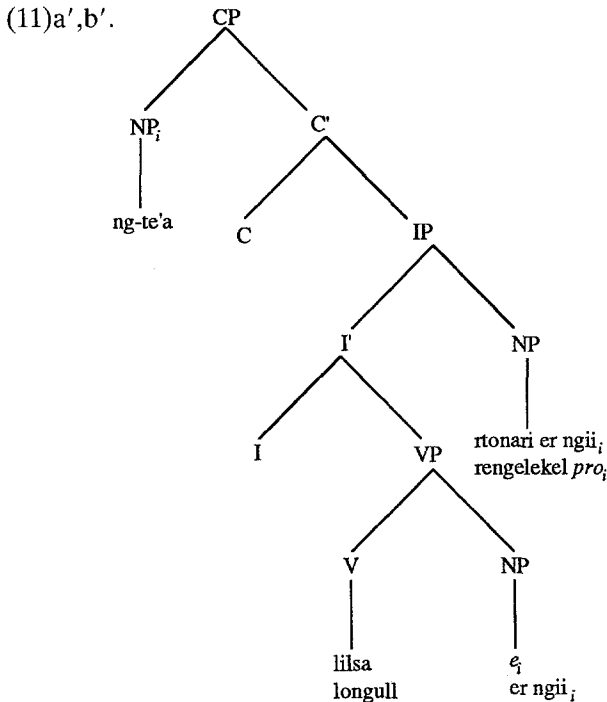 (11)a′,b′.
CP
NPᵢ C'
ng-te'a C IP
I' NP
I VP rtonari er ngiiᵢ
rengelekel proᵢ
V NP
lilsa eᵢ
longull er ngiiᵢ